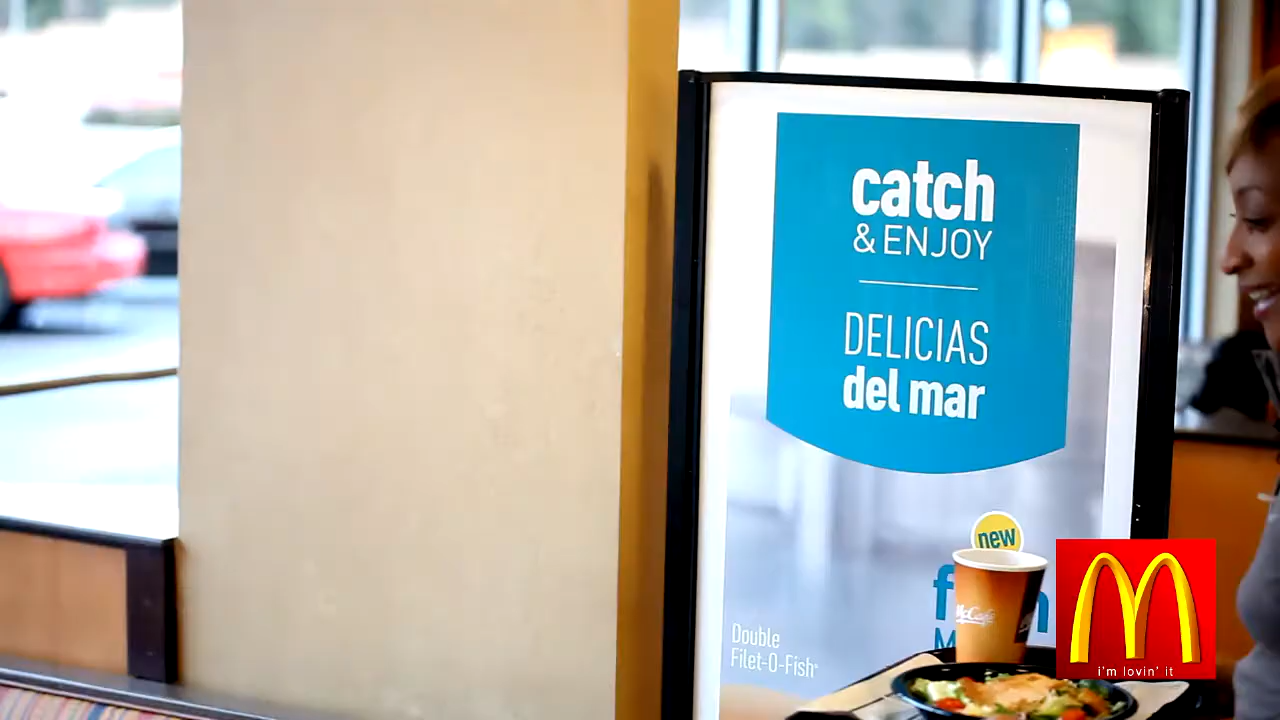 catch
& ENJOY
DELICIAS
del mar
new
Double
Filet-O-Fish®
McCafé
i'm lovin' it